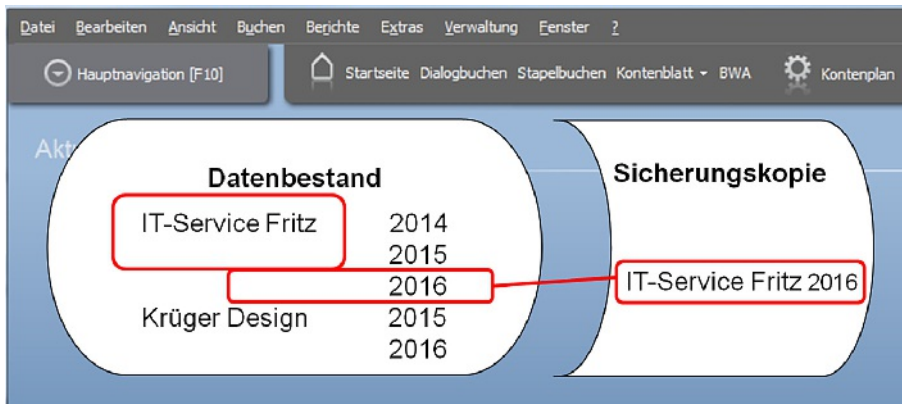 Datei Bearbeiten Ansicht Buchen Berichte Extras Verwaltung Fenster ?
Hauptnavigation [F10] Startseite Dialogbuchen Stapelbuchen Kontenblatt BWA Kontenplan
Akt
Datenbestand
Sicherungskopie
IT-Service Fritz 2014
2015
2016
IT-Service Fritz 2016
Krüger Design 2015
2016